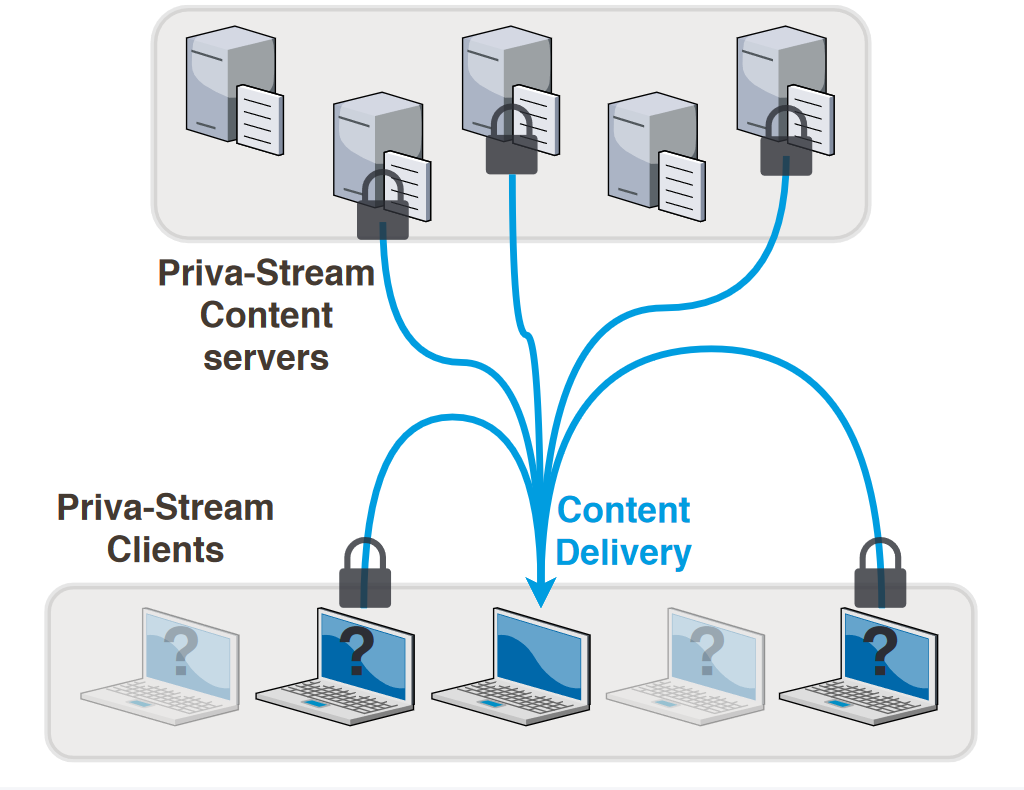 Priva-Stream
Content
servers
Priva-Stream
Clients
Content
Delivery
?
?
?
?